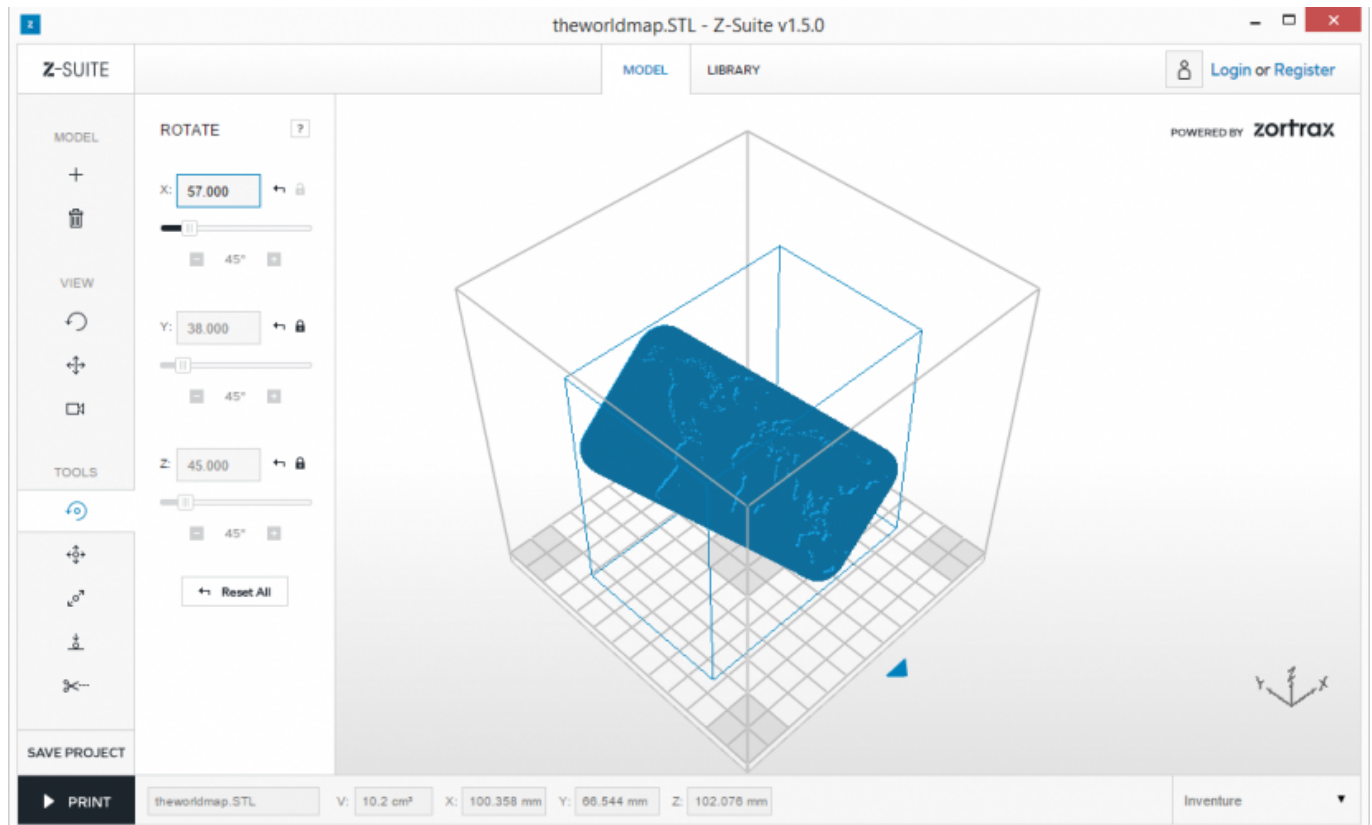 z
theworldmap.STL - Z-Suite v1.5.0
Z-SUITE
MODEL
LIBRARY
Login or Register
MODEL
VIEW
TOOLS
SAVE PROJECT
PRINT
ROTATE
?
X: 57.000
45°
Y: 38.000
45°
Z: 45.000
45°
Reset All
POWERED BY zortrax
Y Z X
theworldmap.STL V: 10.2 cm³ X: 100.358 mm Y: 66.544 mm Z: 102.076 mm
Inventure